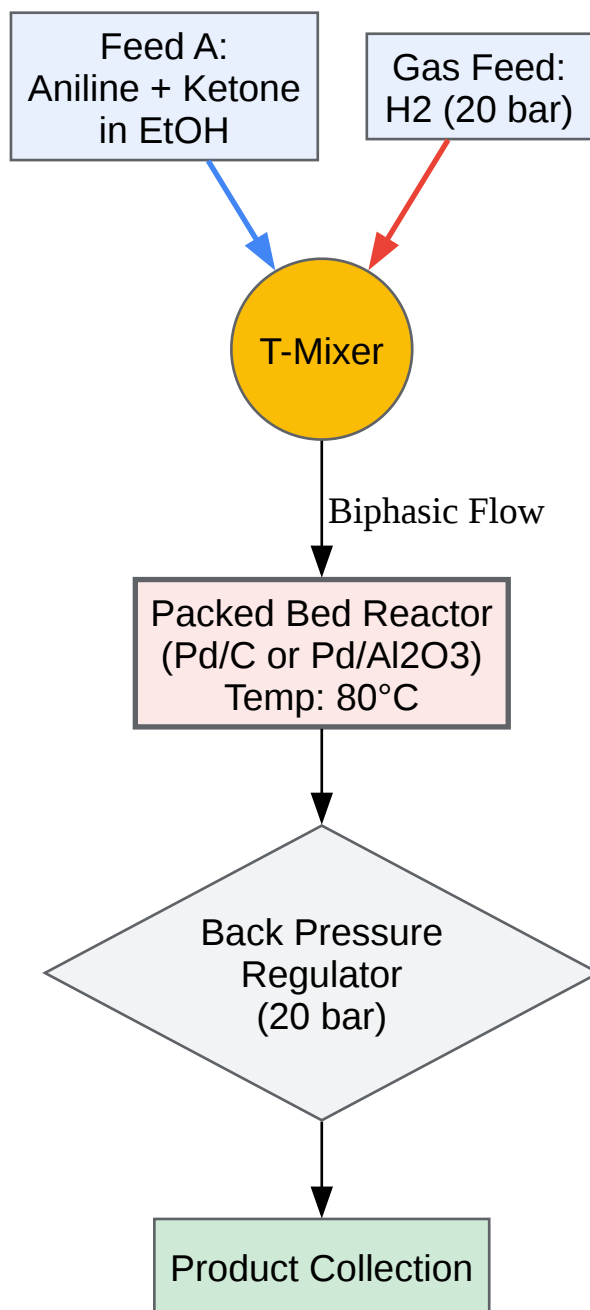 Feed A:
Aniline + Ketone
in EtOH
Gas Feed:
H2 (20 bar)
T-Mixer
Biphasic Flow
Packed Bed Reactor
(Pd/C or Pd/Al2O3)
Temp: 80°C
Back Pressure
Regulator
(20 bar)
Product Collection